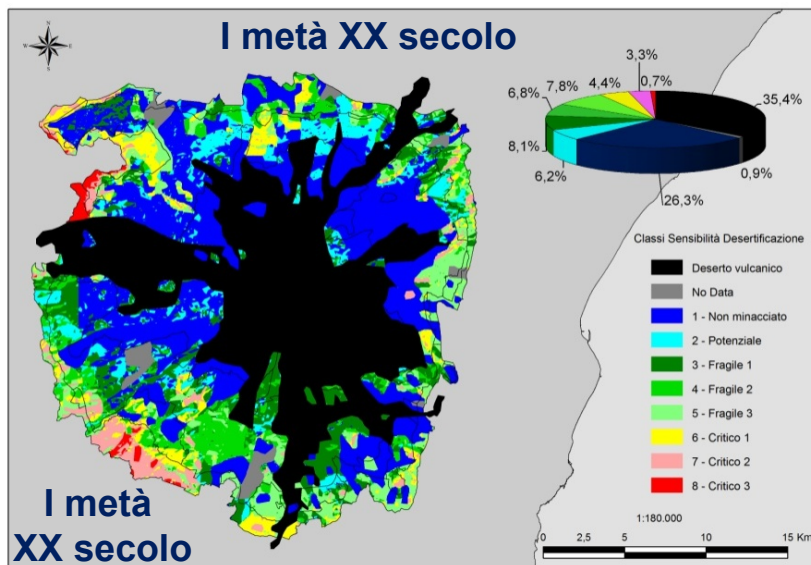 I metà XX secolo
N
W
E
S
3,3%
4,4%
0,7%
7,8%
6,8%
35,4%
8,1%
6,2%
0,9%
26,3%
Classi Sensibilità Desertificazione
Deserto vulcanico
No Data
1 - Non minacciato
2 - Potenziale
3 - Fragile 1
4 - Fragile 2
5 - Fragile 3
6 - Critico 1
7 - Critico 2
8 - Critico 3
I metà
XX secolo
1:180.000
0 2,5 5 10 15 Km